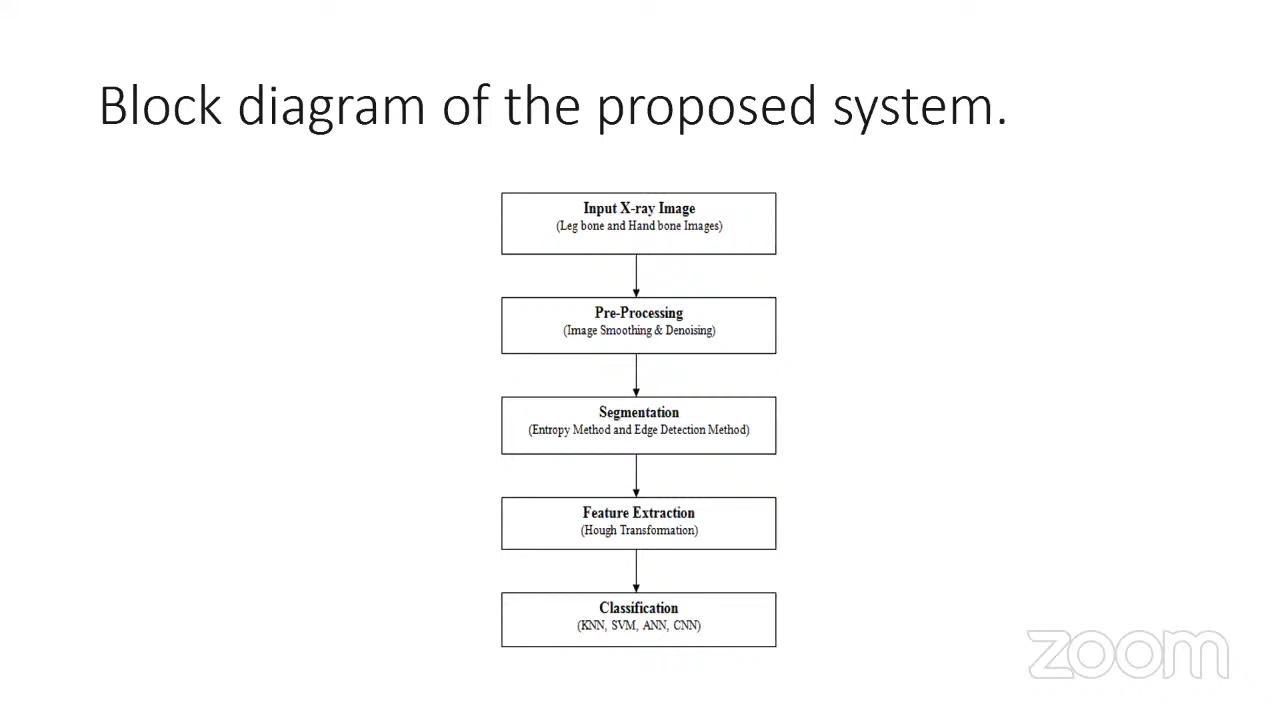 Block diagram of the proposed system.
Input X-ray Image
(Leg bone and Hand bone Images)
Pre-Processing
(Image Smoothing & Denoising)
Segmentation
(Entropy Method and Edge Detection Method)
Feature Extraction
(Hough Transformation)
Classification
(KNN, SVM, ANN, CNN)
zoom